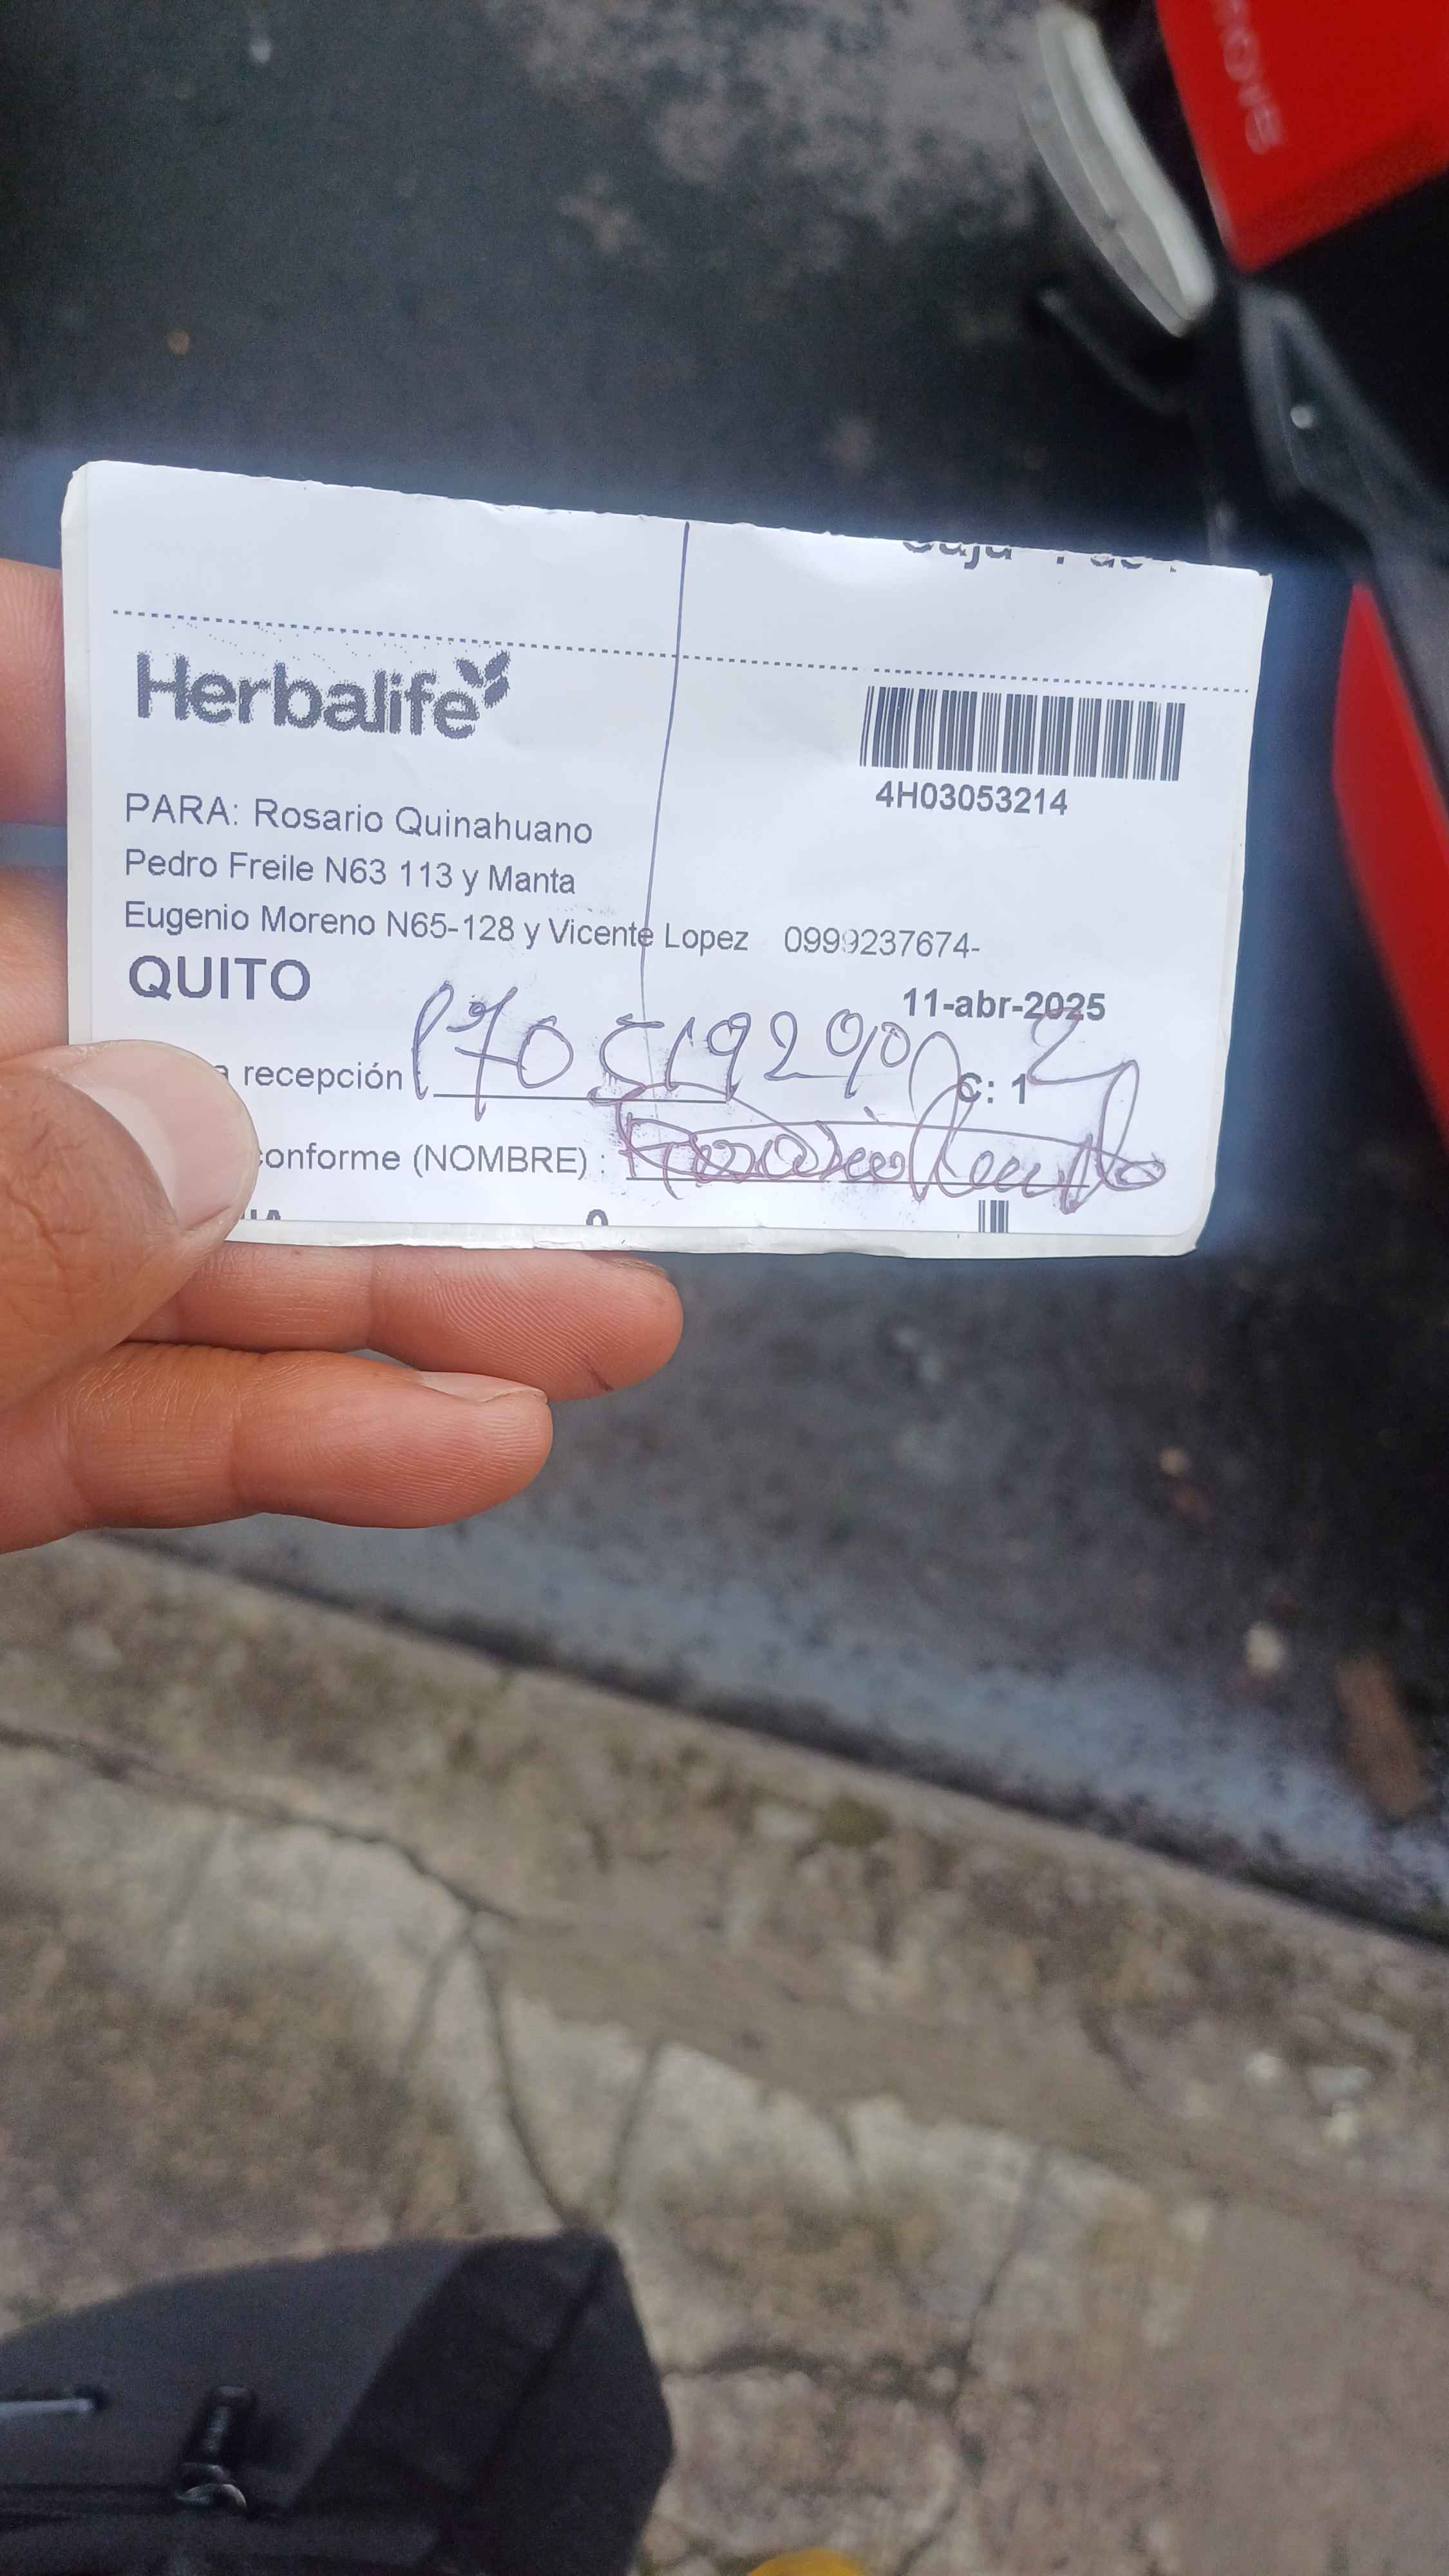 Herbalife
4H03053214
PARA: Rosario Quinahuano
Pedro Freile N63 113 y Manta
Eugenio Moreno N65-128 y Vicente Lopez 0999237674-
QUITO
11-abr-2025
recepción
C: 1
conforme (NOMBRE) :